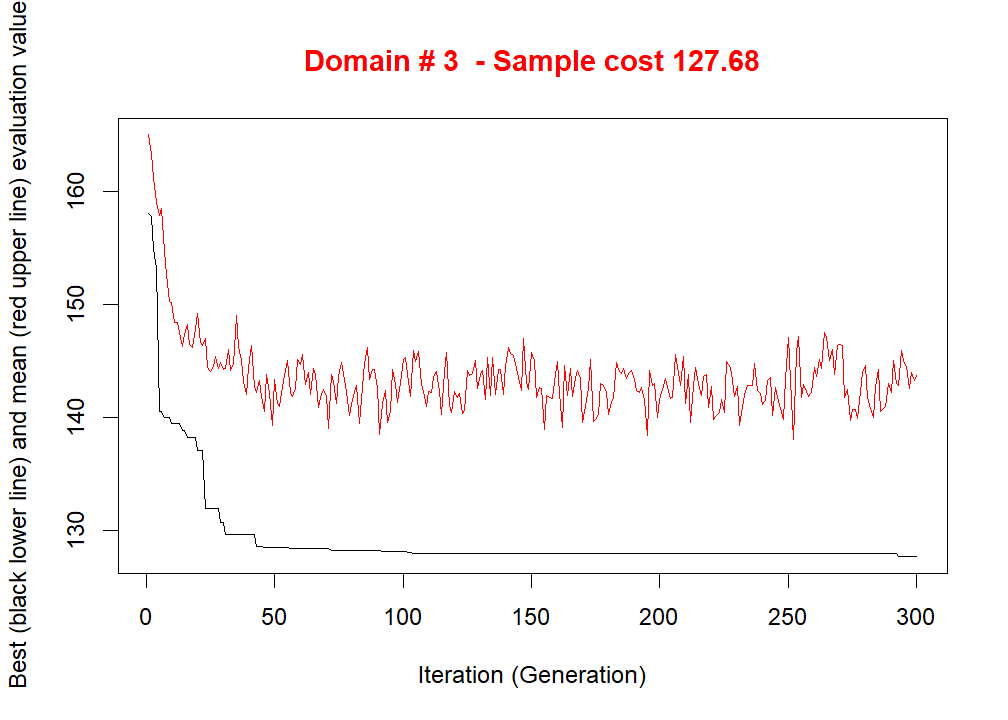 Domain # 3  - Sample cost 127.68
Best (black lower line) and mean (red upper line) evaluation value
160
150
140
130
0 50 100 150 200 250 300
Iteration (Generation)